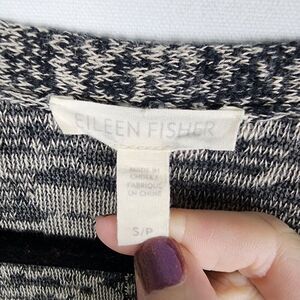 EILEEN FISHER
MADE IN
CHINA
FABRIQUÉ
EN CHINE
S/P